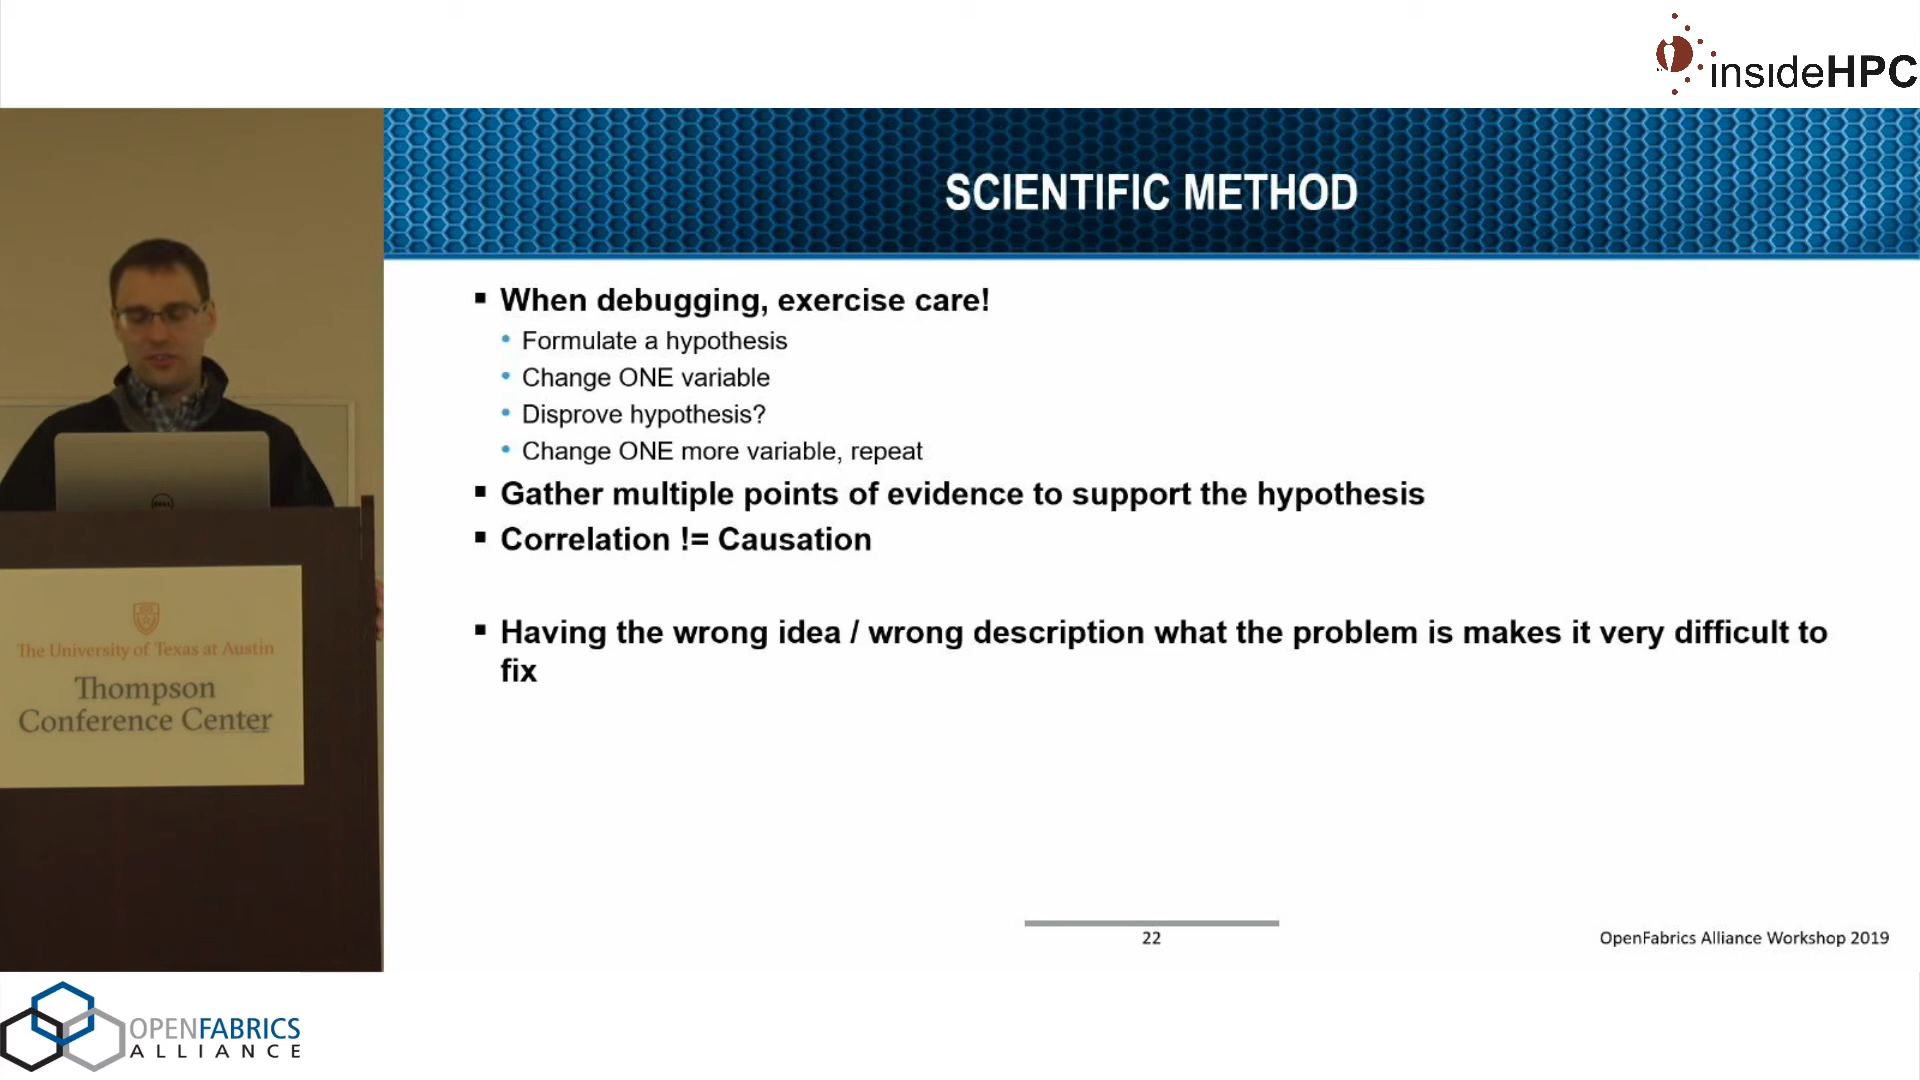 insideHPC
SCIENTIFIC METHOD
▪ When debugging, exercise care!
• Formulate a hypothesis
• Change ONE variable
• Disprove hypothesis?
• Change ONE more variable, repeat
▪ Gather multiple points of evidence to support the hypothesis
▪ Correlation != Causation
▪ Having the wrong idea / wrong description what the problem is makes it very difficult to
fix
22
OpenFabrics Alliance Workshop 2019
DELL
The University of Texas at Austin
Thompson
Conference Center
OPENFABRICS
ALLIANCE